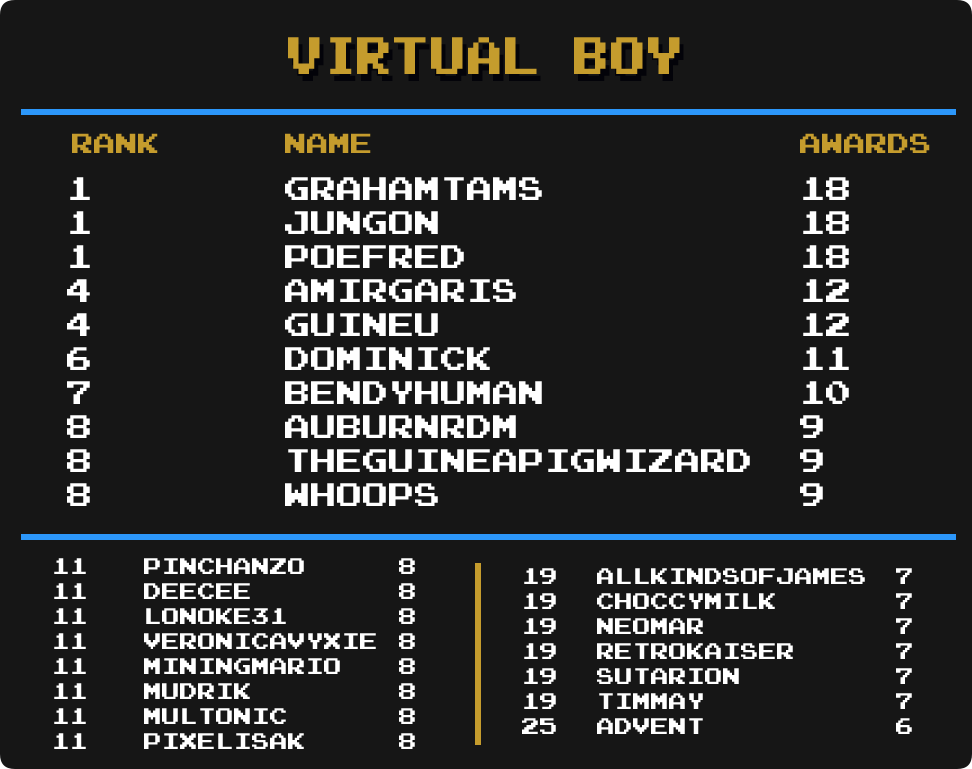 VIRTUAL BOY
RANK NAME AWARDS
1 GRAHAMTAMS 18
1 JUNGON 18
1 POEFRED 18
4 AMIRGARIS 12
4 GUINEU 12
6 DOMINICK 11
7 BENDYHUMAN 10
8 AUBURNRDM 9
8 THEGUINEAPIGWIZARD 9
8 WHOOPS 9
11 PINCHANZO 8
11 DEECEE 8
11 LONOKE31 8
11 VERONICAVYXIE 8
11 MININGMARIO 8
11 MUDRIK 8
11 MULTONIC 8
11 PIXELISAK 8
19 ALLKINDSOFJAMES 7
19 CHOCCYMILK 7
19 NEOMAR 7
19 RETROKAISER 7
19 SUTARION 7
19 TIMMAY 7
25 ADVENT 6